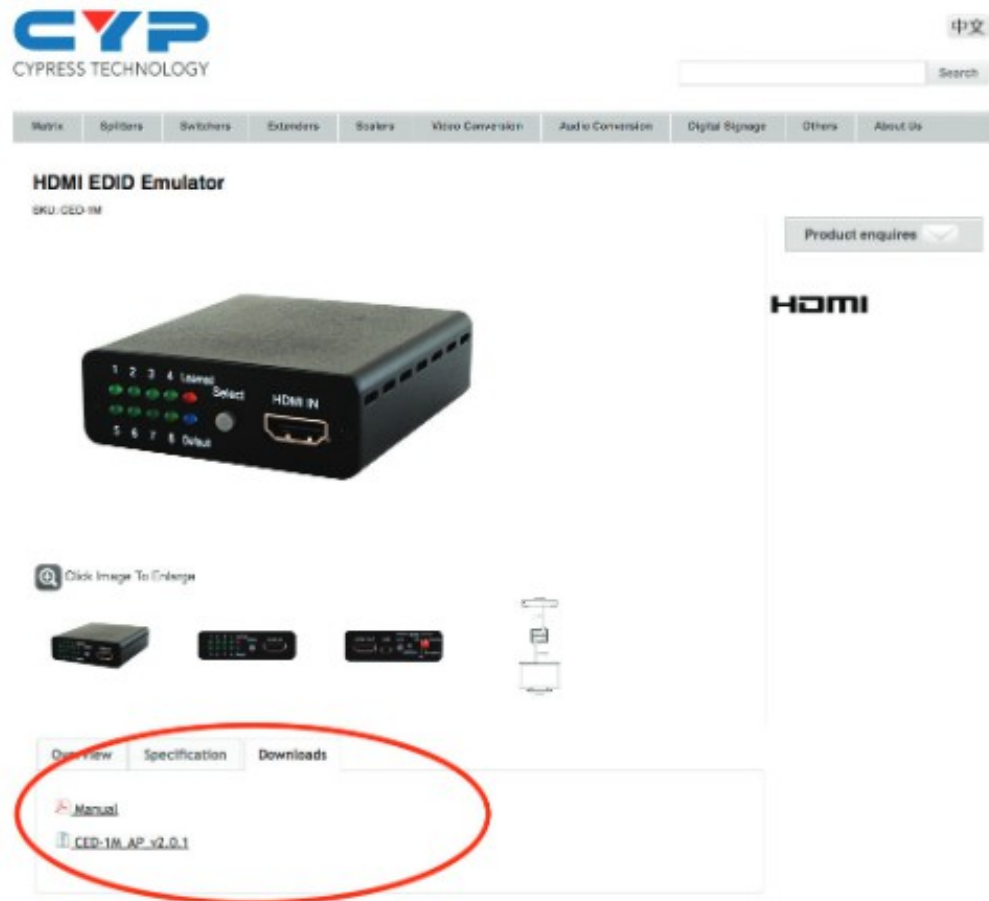 CYP
中文
CYPRESS TECHNOLOGY
Search
Matrix Splitters Switchers Extenders Scalers Video Conversion Audio Conversion Digital Signage Others About Us
HDMI EDID Emulator
SKU: CED-1M
Product enquires
HDMI
1 2 3 4 Learned
Select
HDMI IN
5 6 7 8 Default
Click Image To Enlarge
Overview Specification Downloads
Manual
CED-1M_AP_v2.0.1